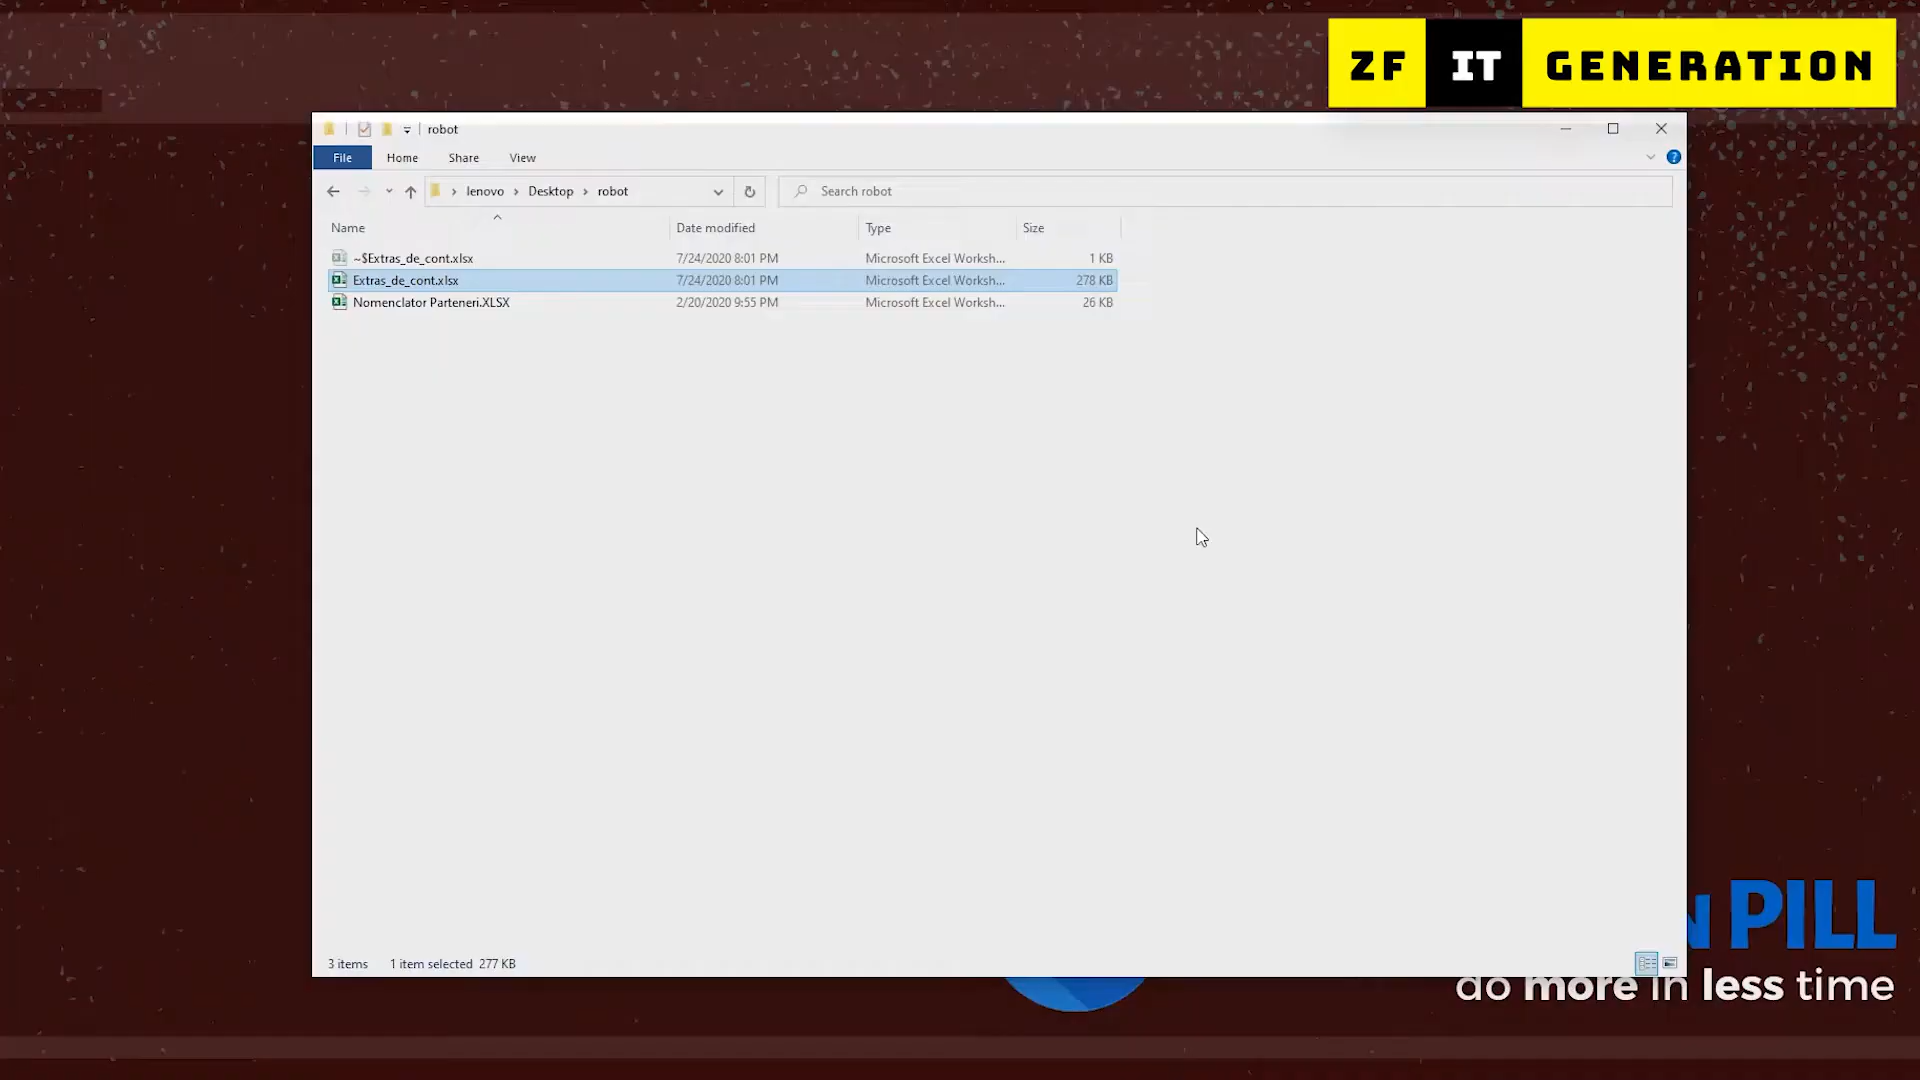 ZF IT GENERATION
robot
File Home Share View
lenovo Desktop robot
Search robot
Name Date modified Type Size
~$Extras_de_cont.xlsx 7/24/2020 8:01 PM Microsoft Excel Worksh... 1 KB
Extras_de_cont.xlsx 7/24/2020 8:01 PM Microsoft Excel Worksh... 278 KB
Nomenclator Parteneri.XLSX 2/20/2020 9:55 PM Microsoft Excel Worksh... 26 KB
PILL
3 items 1 item selected 277 KB
do more in less time